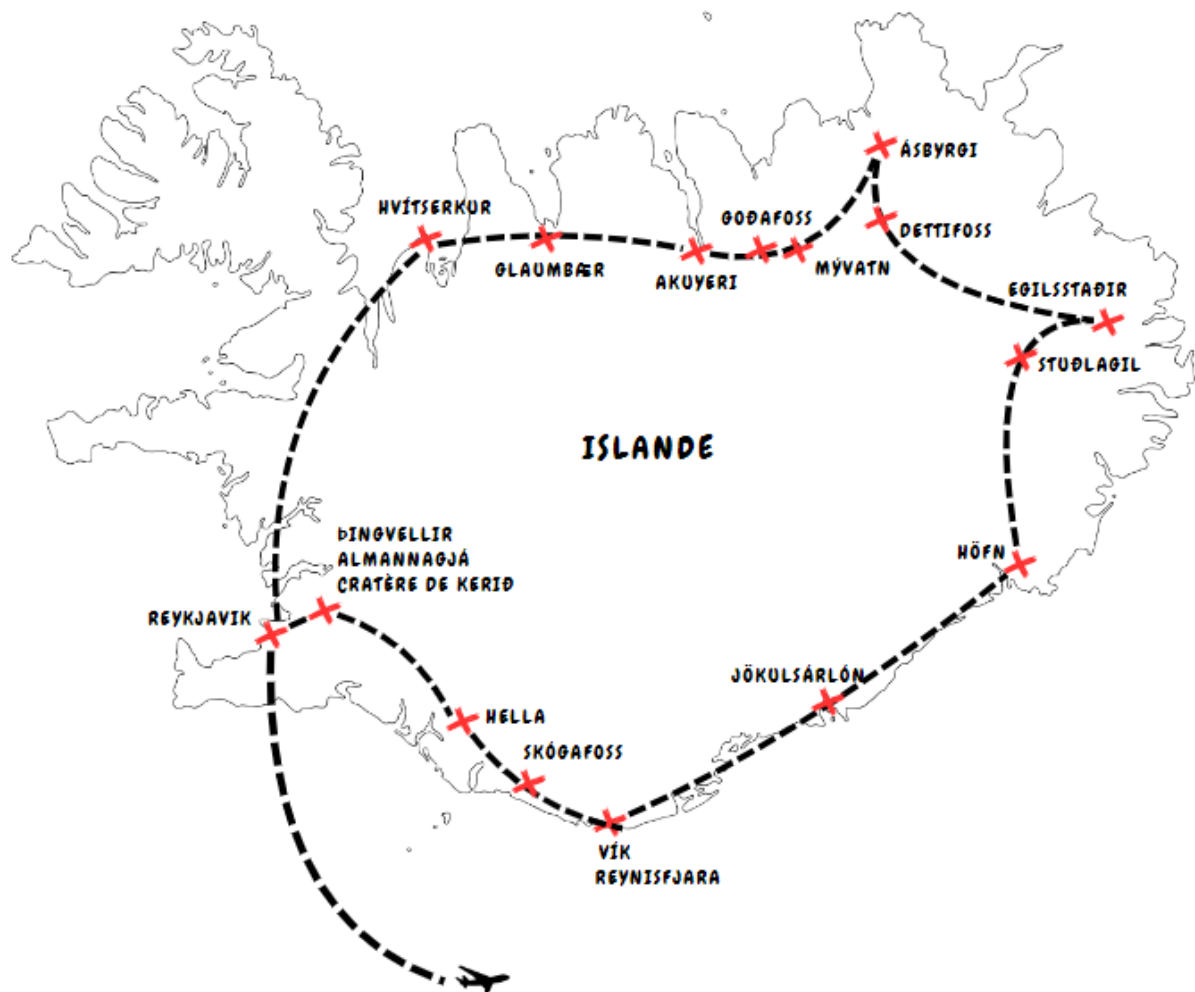 ÁSBYRGI
HVÍTSERKUR
GOÐAFOSS
DETTIFOSS
GLAUMBÆR
AKUYERI
MÝVATN
EGILSSTAÐIR
STUÐLAGIL
ISLANDE
ÞINGVELLIR
ALMANNAGJÁ
CRATÈRE DE KERIÐ
HÖFN
REYKJAVIK
JÖKULSÁRLÓN
HELLA
SKÓGAFOSS
VÍK
REYNISFJARA